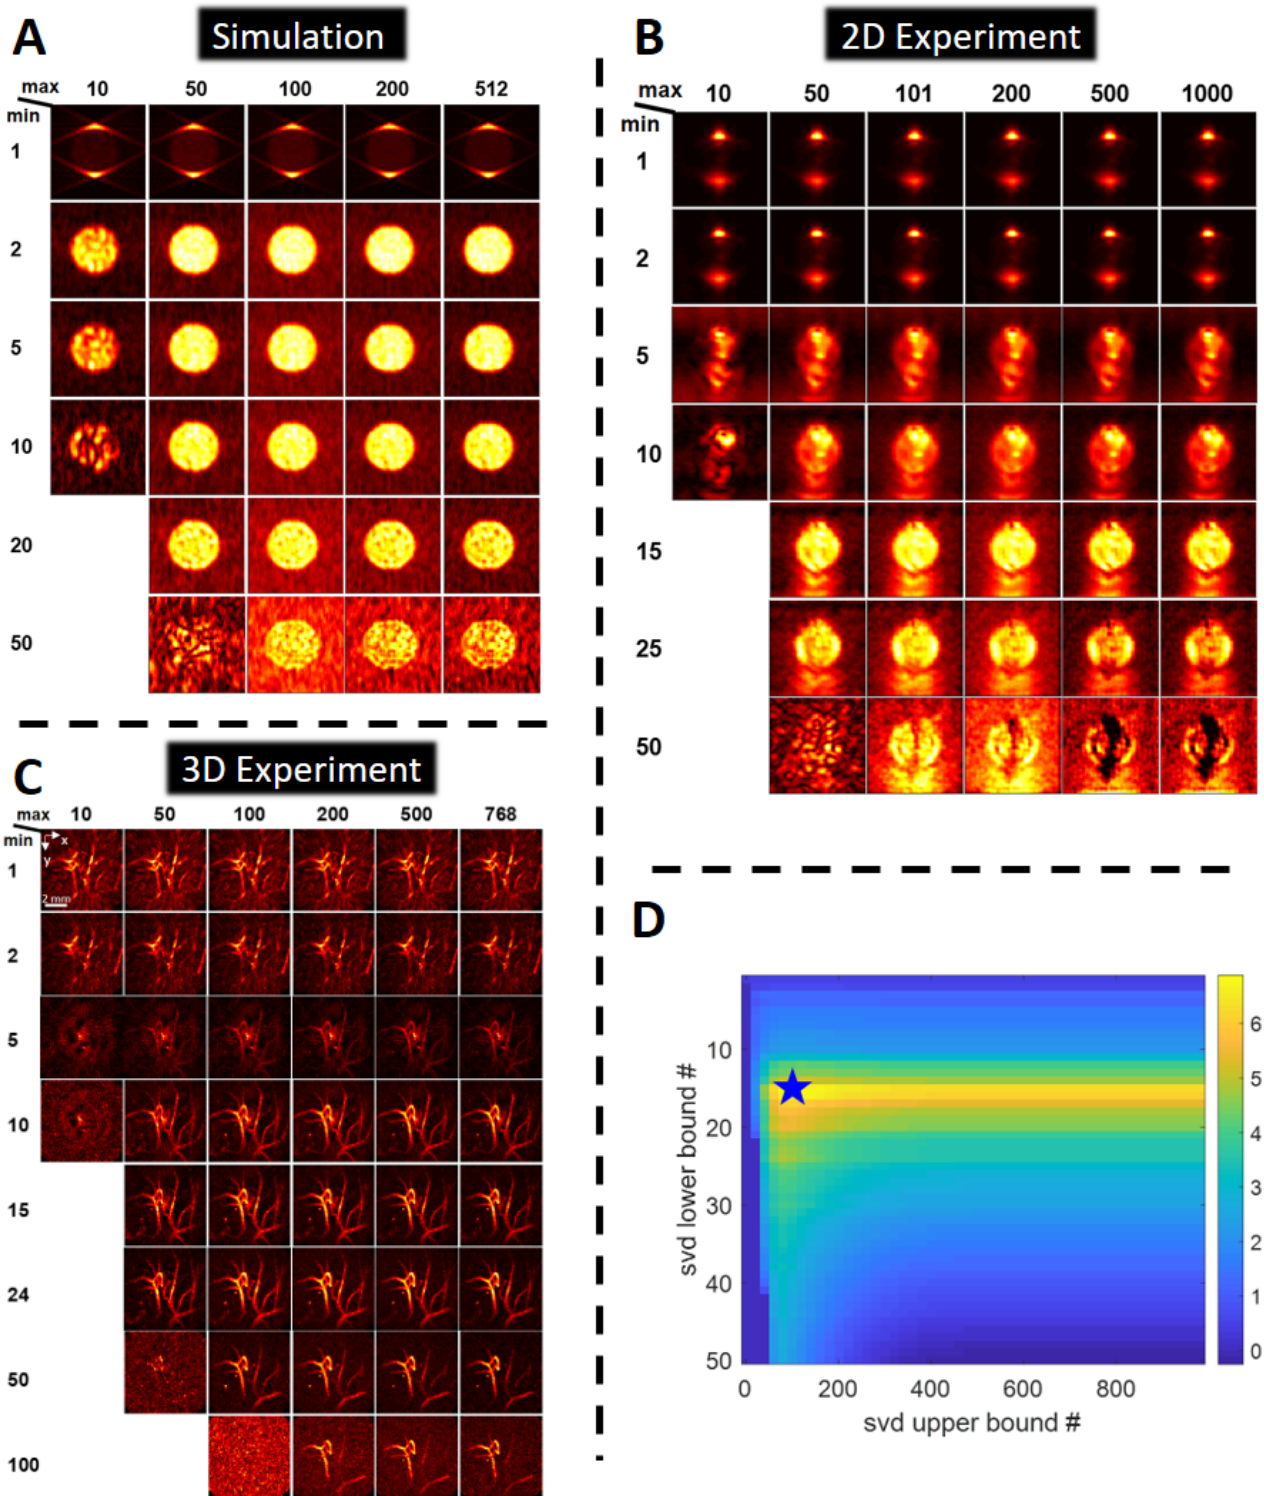 A
Simulation
max 10 50 100 200 512
min
1
2
5
10
20
50
B
2D Experiment
max 10 50 101 200 500 1000
min
1
2
5
10
15
25
50
C
3D Experiment
max 10 50 100 200 500 768
min
x
y
1
2 mm
2
5
10
15
24
50
100
D
svd lower bound #
10
20
30
40
50
0 200 400 600 800
svd upper bound #
6
5
4
3
2
1
0